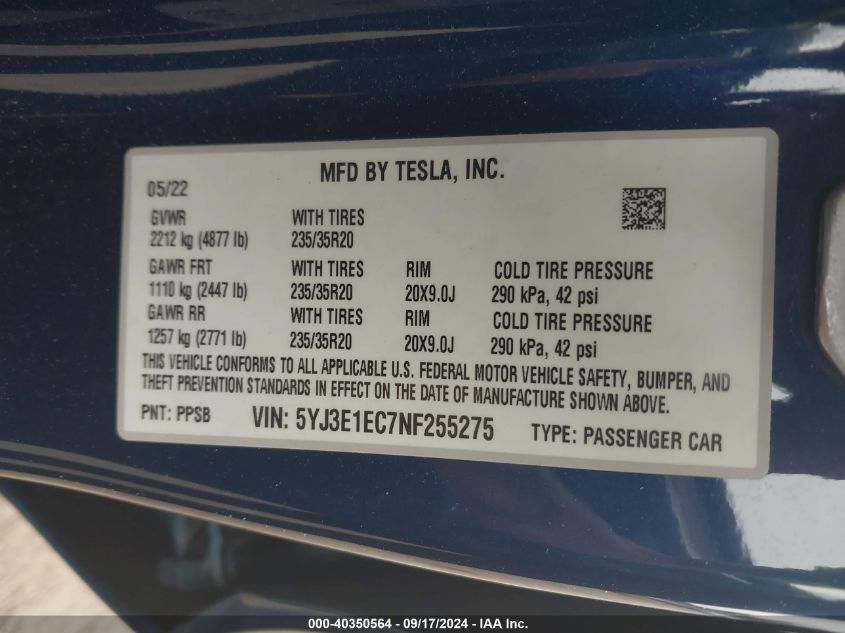 MFD BY TESLA, INC.
05/22
GVWR WITH TIRES
2212 kg (4877 lb) 235/35R20
GAWR FRT WITH TIRES RIM COLD TIRE PRESSURE
1110 kg (2447 lb) 235/35R20 20X9.0J 290 kPa, 42 psi
GAWR RR WITH TIRES RIM COLD TIRE PRESSURE
1257 kg (2771 lb) 235/35R20 20X9.0J 290 kPa, 42 psi
THIS VEHICLE CONFORMS TO ALL APPLICABLE U.S. FEDERAL MOTOR VEHICLE SAFETY, BUMPER, AND
THEFT PREVENTION STANDARDS IN EFFECT ON THE DATE OF MANUFACTURE SHOWN ABOVE.
PNT: PPSB VIN: 5YJ3E1EC7NF255275 TYPE: PASSENGER CAR
000-40350564 - 09/17/2024 - IAA Inc.